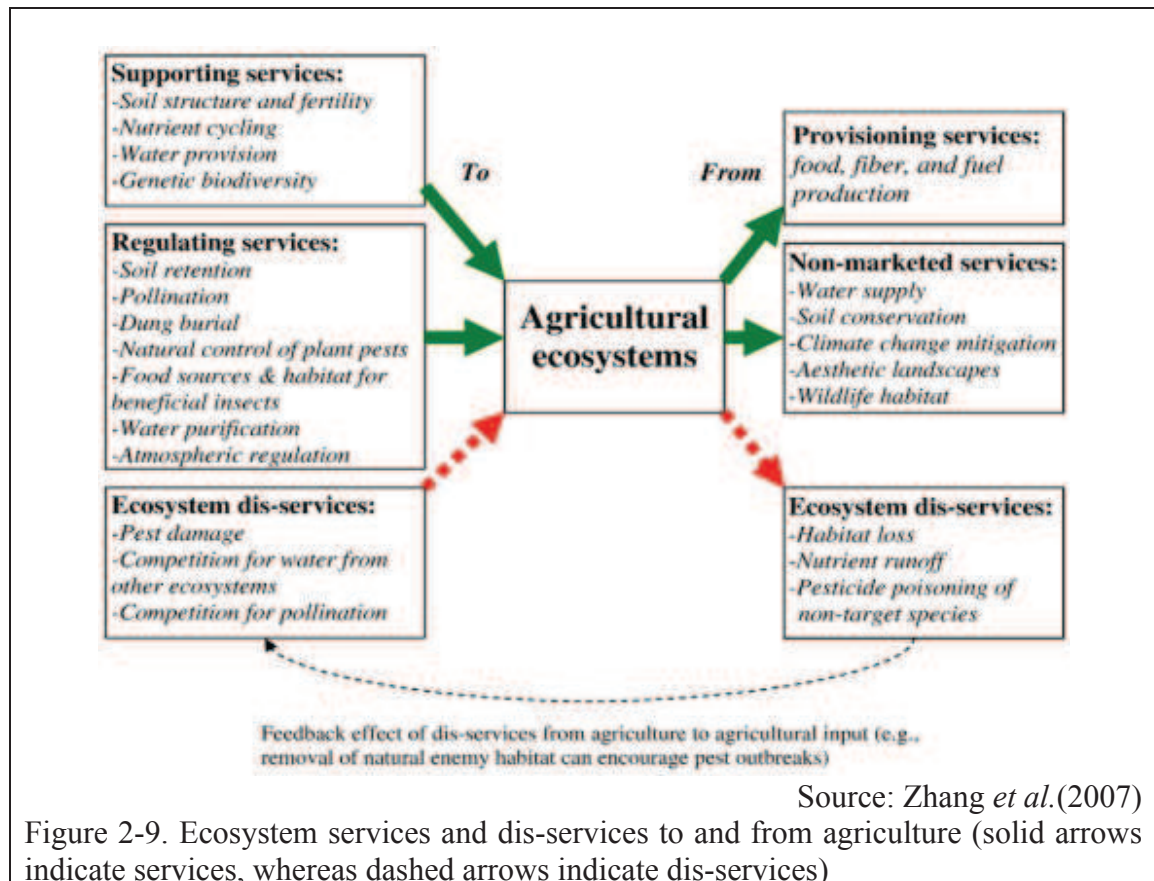 Supporting services:
-Soil structure and fertility
-Nutrient cycling
-Water provision
-Genetic biodiversity
To
From
Provisioning services:
food, fiber, and fuel
production
Regulating services:
-Soil retention
-Pollination
-Dung burial
-Natural control of plant pests
-Food sources & habitat for
beneficial insects
-Water purification
-Atmospheric regulation
Agricultural
ecosystems
Non-marketed services:
-Water supply
-Soil conservation
-Climate change mitigation
-Aesthetic landscapes
-Wildlife habitat
Ecosystem dis-services:
-Pest damage
-Competition for water from
other ecosystems
-Competition for pollination
Ecosystem dis-services:
-Habitat loss
-Nutrient runoff
-Pesticide poisoning of
non-target species
Feedback effect of dis-services from agriculture to agricultural input (e.g.,
removal of natural enemy habitat can encourage pest outbreaks)
Source: Zhang et al.(2007)
Figure 2-9. Ecosystem services and dis-services to and from agriculture (solid arrows
indicate services, whereas dashed arrows indicate dis-services)